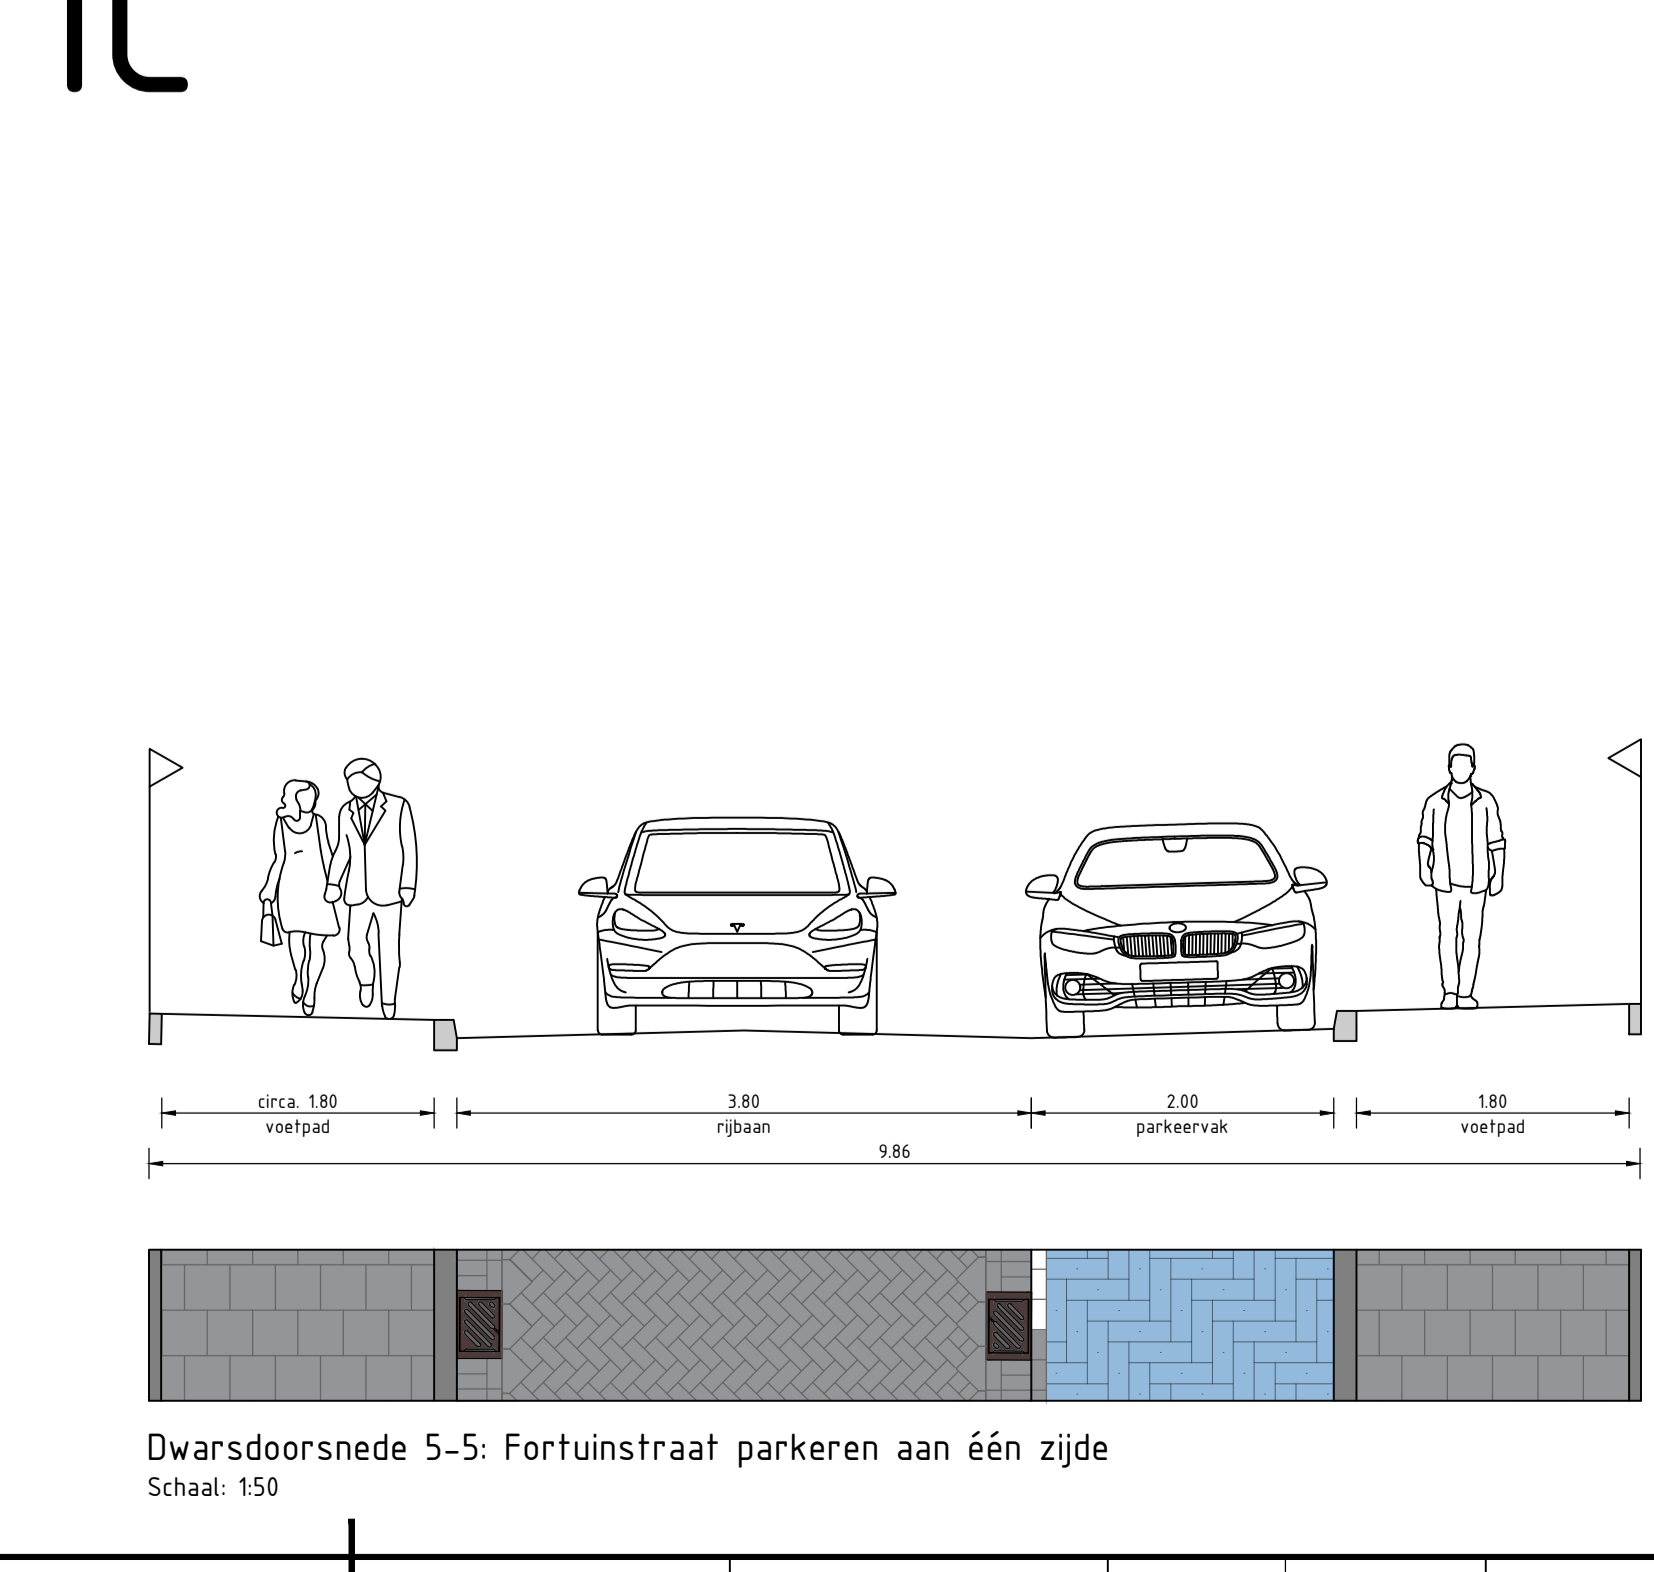 circa. 1.80
voetpad
3.80
rijbaan
2.00
parkeervak
1.80
voetpad
9.86
Dwarsdoorsnede 5-5: Fortuinstraat parkeren aan één zijde
Schaal: 1:50